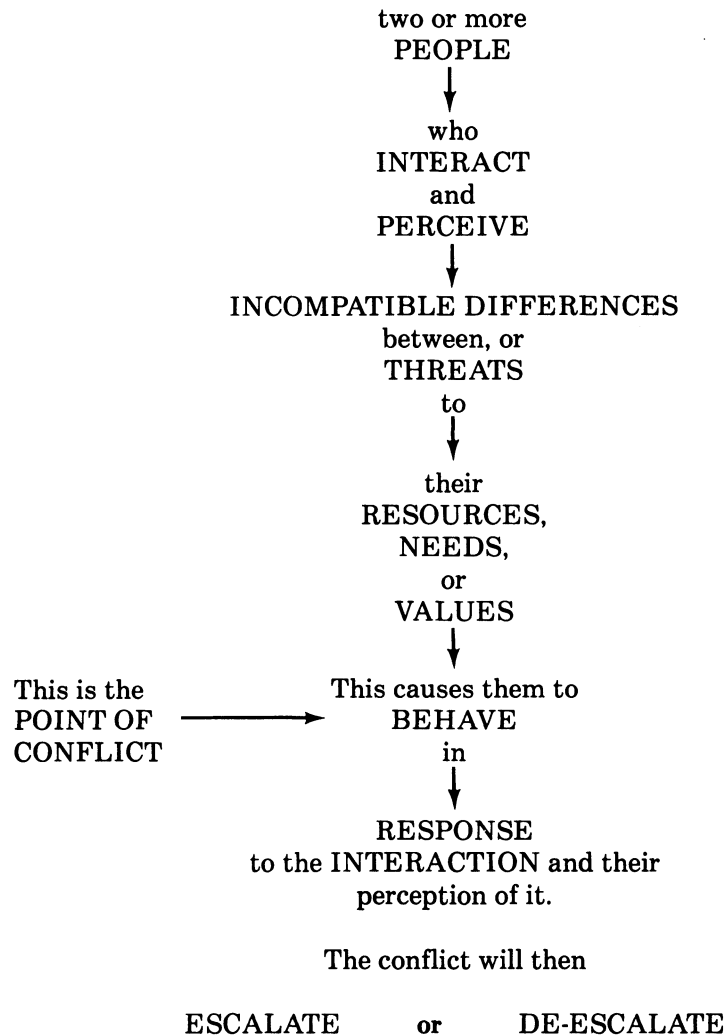 two or more
PEOPLE
who
INTERACT
and
PERCEIVE
INCOMPATIBLE DIFFERENCES
between, or
THREATS
to
their
RESOURCES,
NEEDS,
or
VALUES
This is the
POINT OF
CONFLICT
This causes them to
BEHAVE
in
RESPONSE
to the INTERACTION and their
perception of it.
The conflict will then
ESCALATE or DE-ESCALATE